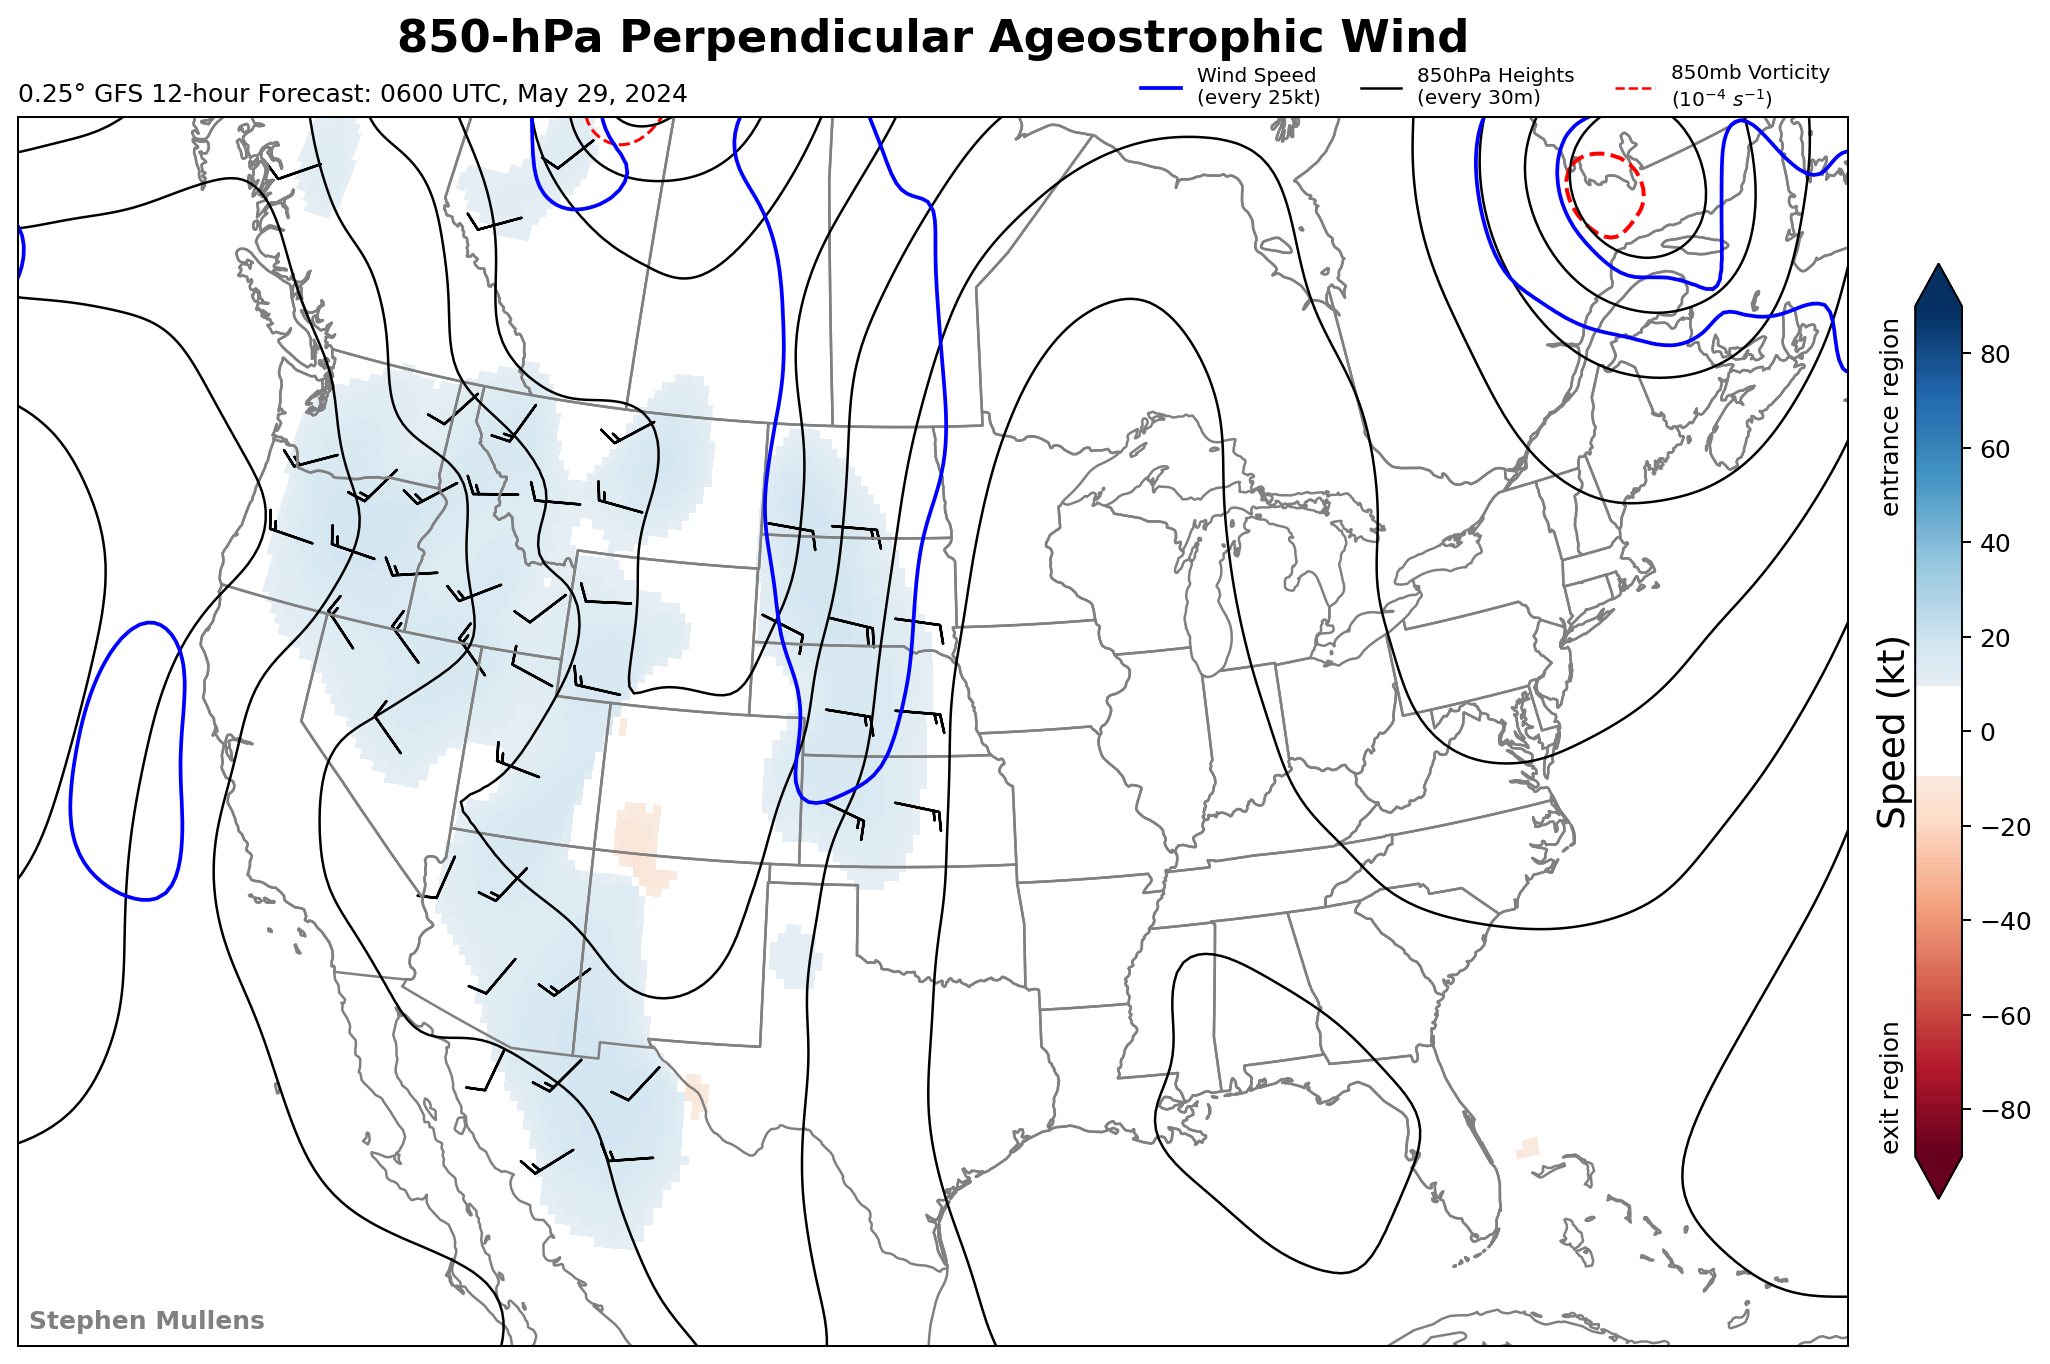 850-hPa Perpendicular Ageostrophic Wind
0.25° GFS 12-hour Forecast: 0600 UTC, May 29, 2024
Wind Speed
(every 25kt)
850hPa Heights
(every 30m)
850mb Vorticity
(10⁻⁴ s⁻¹)
entrance region
Speed (kt)
exit region
80
60
40
20
0
−20
−40
−60
−80
Stephen Mullens